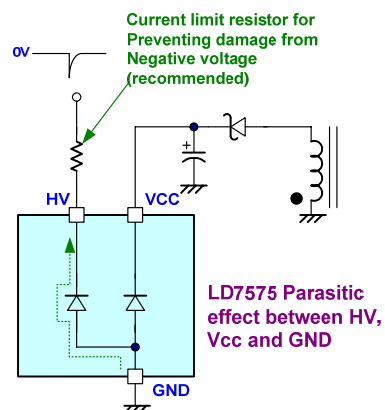 Current limit resistor for
Preventing damage from
Negative voltage
(recommended)
0V
+
HV
VCC
LD7575 Parasitic
effect between HV,
Vcc and GND
GND